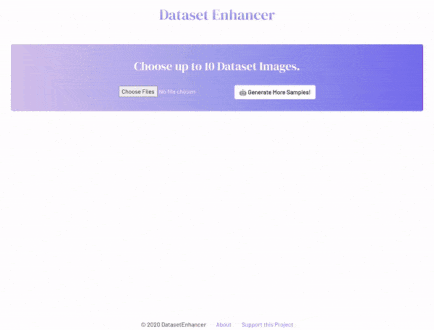 Dataset Enhancer
Choose up to 10 Dataset Images.
Choose Files No file chosen
🤖 Generate More Samples!
© 2020 DatasetEnhancer About Support this Project